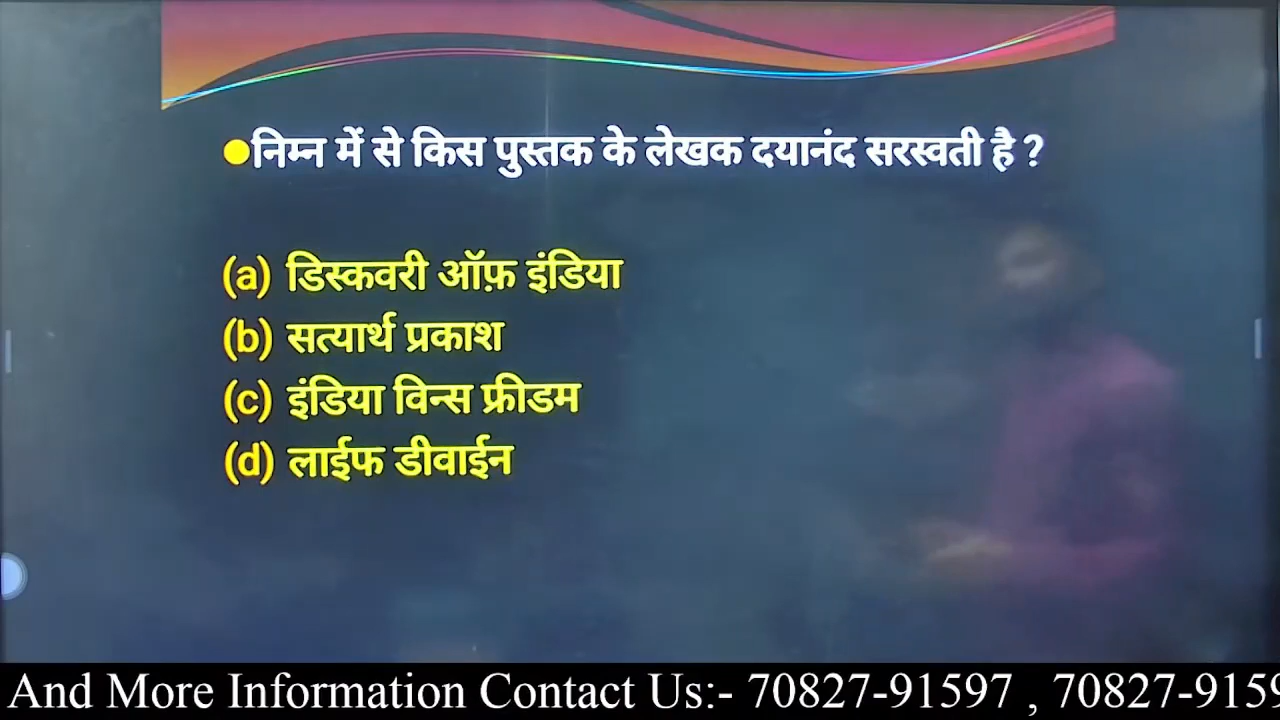 ●निम्न में से किस पुस्तक के लेखक दयानंद सरस्वती है ?
(a) डिस्कवरी ऑफ़ इंडिया
(b) सत्यार्थ प्रकाश
(c) इंडिया विन्स फ्रीडम
(d) लाईफ डीवाईन
And More Information Contact Us:- 70827-91597 , 70827-9159